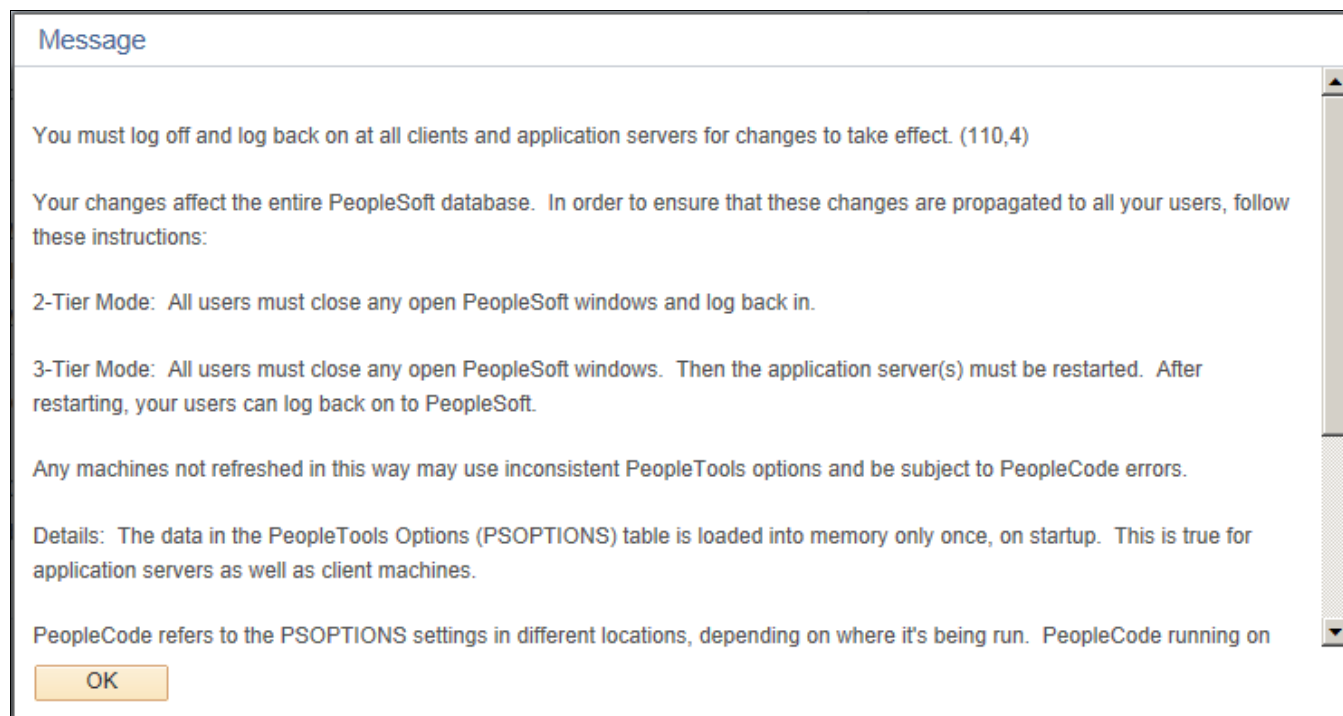 Message
You must log off and log back on at all clients and application servers for changes to take effect. (110,4)
Your changes affect the entire PeopleSoft database.  In order to ensure that these changes are propagated to all your users, follow
these instructions:
2-Tier Mode:  All users must close any open PeopleSoft windows and log back in.
3-Tier Mode:  All users must close any open PeopleSoft windows.  Then the application server(s) must be restarted.  After
restarting, your users can log back on to PeopleSoft.
Any machines not refreshed in this way may use inconsistent PeopleTools options and be subject to PeopleCode errors.
Details:  The data in the PeopleTools Options (PSOPTIONS) table is loaded into memory only once, on startup.  This is true for
application servers as well as client machines.
PeopleCode refers to the PSOPTIONS settings in different locations, depending on where it's being run.  PeopleCode running on
OK